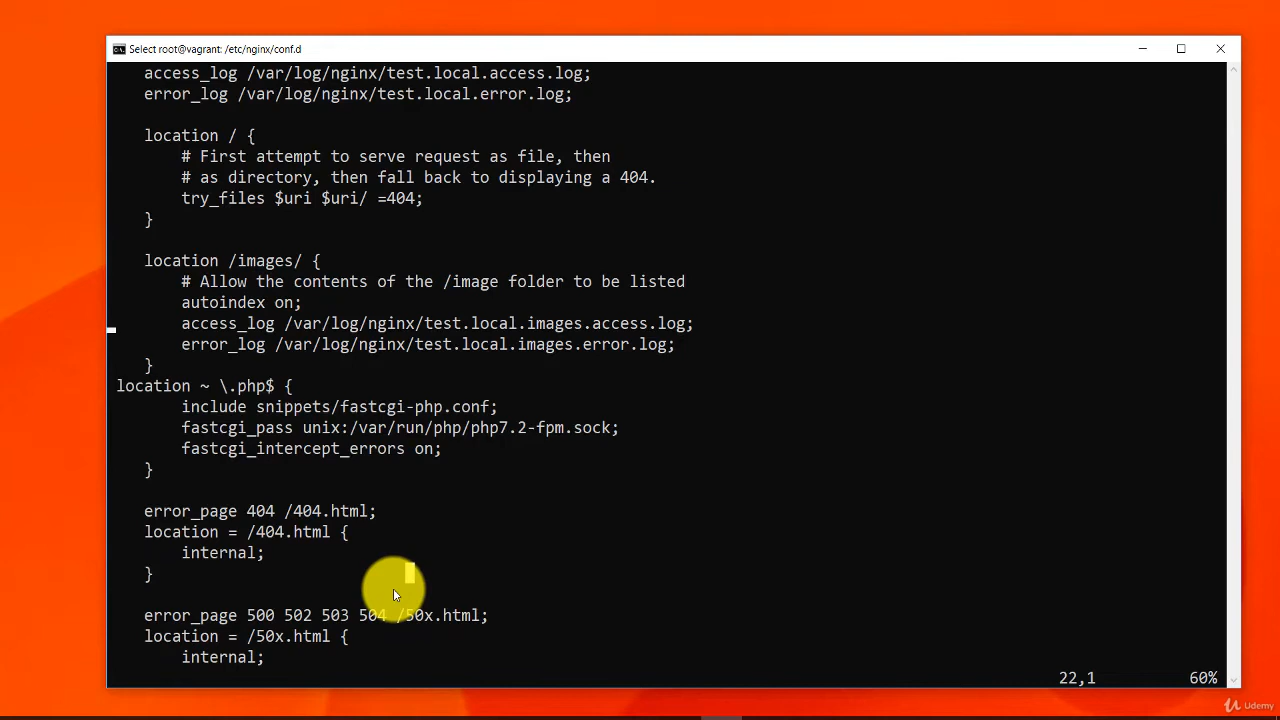 Select root@vagrant: /etc/nginx/conf.d
access_log /var/log/nginx/test.local.access.log;
error_log /var/log/nginx/test.local.error.log;
location / {
# First attempt to serve request as file, then
# as directory, then fall back to displaying a 404.
try_files $uri $uri/ =404;
}
location /images/ {
# Allow the contents of the /image folder to be listed
autoindex on;
access_log /var/log/nginx/test.local.images.access.log;
error_log /var/log/nginx/test.local.images.error.log;
}
location ~ \.php$ {
include snippets/fastcgi-php.conf;
fastcgi_pass unix:/var/run/php/php7.2-fpm.sock;
fastcgi_intercept_errors on;
}
error_page 404 /404.html;
location = /404.html {
internal;
}
error_page 500 502 503 504 /50x.html;
location = /50x.html {
internal;
22,1 60%
Udemy